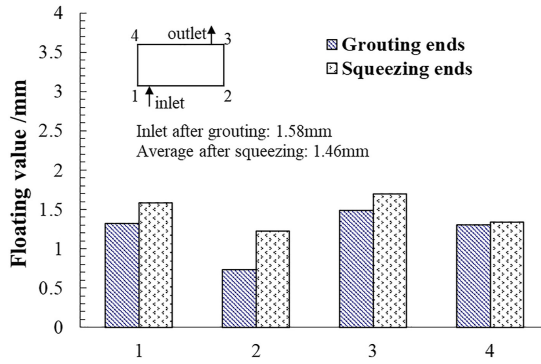 4
3.5
3
2.5
2
1.5
1
0.5
0
Floating value /mm
4 outlet 3
1 inlet 2
Grouting ends
Squeezing ends
Inlet after grouting: 1.58mm
Average after squeezing: 1.46mm
1 2 3 4